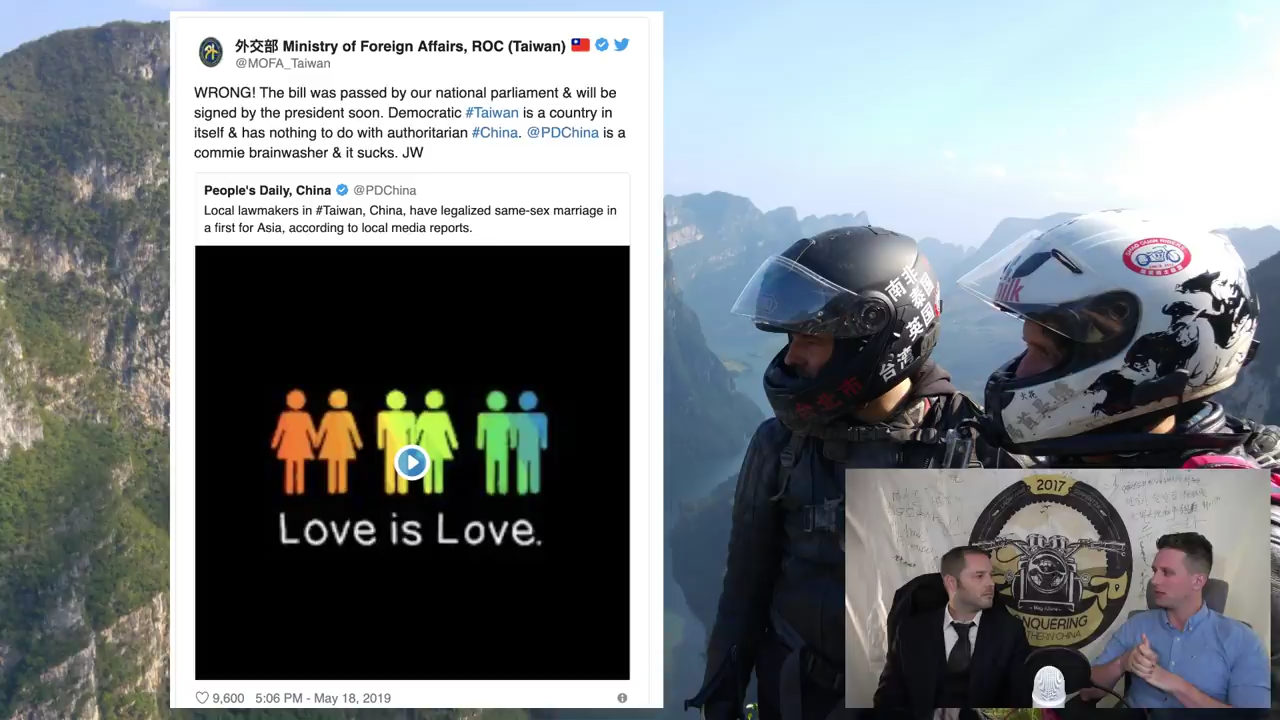 外交部 Ministry of Foreign Affairs, ROC (Taiwan)
@MOFA_Taiwan
WRONG! The bill was passed by our national parliament & will be
signed by the president soon. Democratic #Taiwan is a country in
itself & has nothing to do with authoritarian #China. @PDChina is a
commie brainwasher & it sucks. JW
People's Daily, China @PDChina
Local lawmakers in #Taiwan, China, have legalized same-sex marriage in
a first for Asia, according to local media reports.
Love is Love.
9,600 5:06 PM - May 18, 2019
南非
泰国
英国
台湾
2017